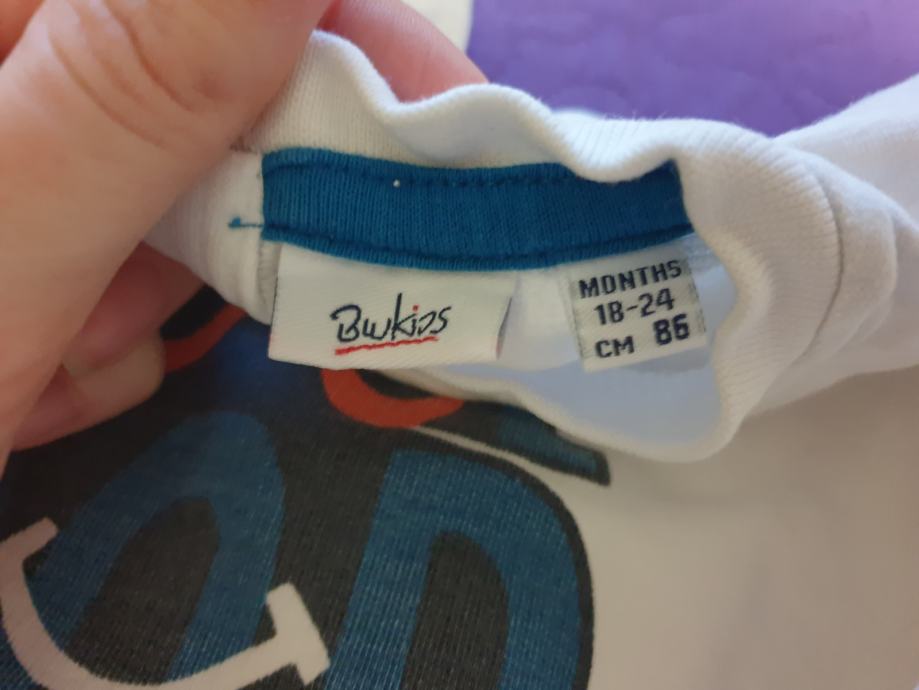 BWKIDS
MONTHS
18-24
CM 86